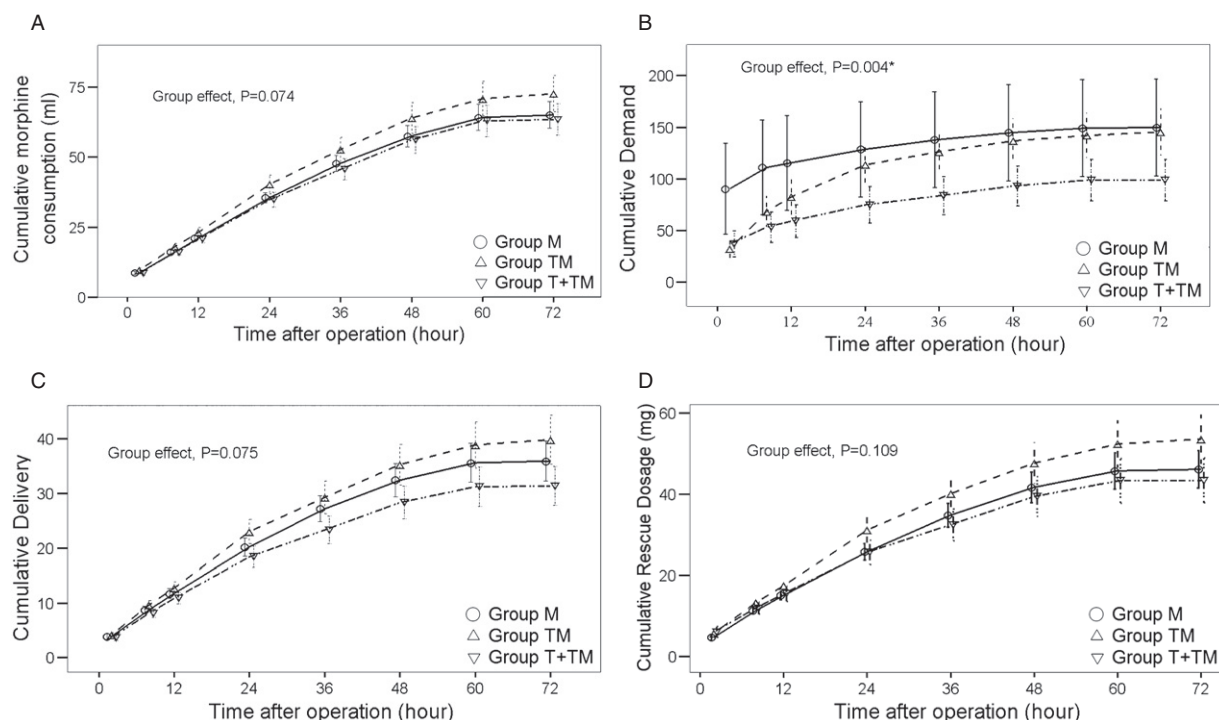 A
Cumulative morphine
consumption (ml)
75
50
25
0
Group effect, P=0.074
Group M
Group TM
Group T+TM
0 12 24 36 48 60 72
Time after operation (hour)
B
Cumulative Demand
200
150
100
50
0
Group effect, P=0.004*
Group M
Group TM
Group T+TM
0 12 24 36 48 60 72
Time after operation (hour)
C
Cumulative Delivery
40
30
20
10
0
Group effect, P=0.075
Group M
Group TM
Group T+TM
0 12 24 36 48 60 72
Time after operation (hour)
D
Cumulative Rescue Dosage (mg)
60
40
20
0
Group effect, P=0.109
Group M
Group TM
Group T+TM
0 12 24 36 48 60 72
Time after operation (hour)